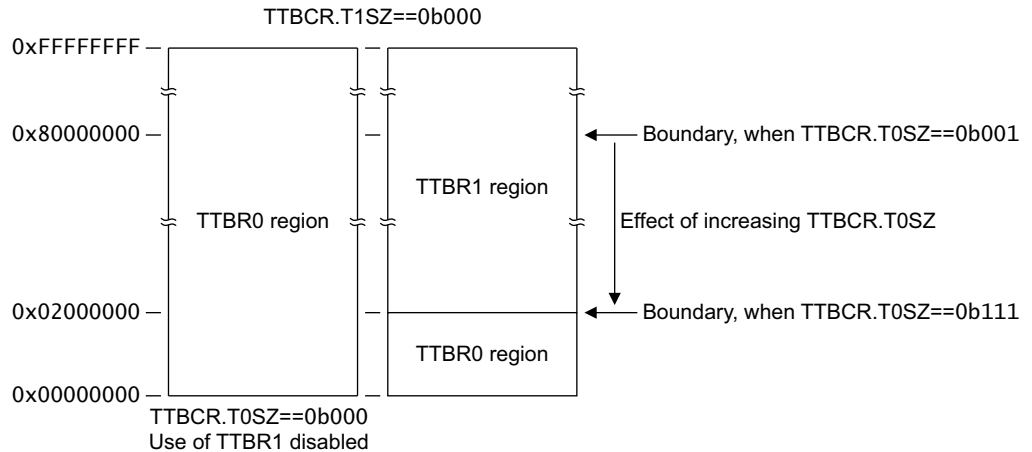 TTBCR.T1SZ==0b000
0xFFFFFFFF
0x80000000
Boundary, when TTBCR.T0SZ==0b001
TTBR1 region
TTBR0 region
Effect of increasing TTBCR.T0SZ
0x02000000
Boundary, when TTBCR.T0SZ==0b111
TTBR0 region
0x00000000
TTBCR.T0SZ==0b000
Use of TTBR1 disabled